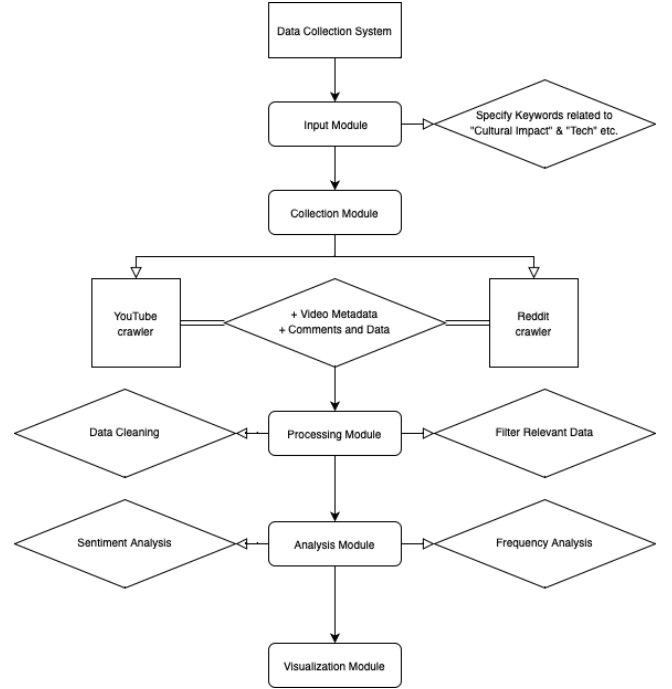 Data Collection System
Input Module
Specify Keywords related to
"Cultural Impact" & "Tech" etc.
Collection Module
YouTube
crawler
+ Video Metadata
+ Comments and Data
Reddit
crawler
Data Cleaning
Processing Module
Filter Relevant Data
Sentiment Analysis
Analysis Module
Frequency Analysis
Visualization Module